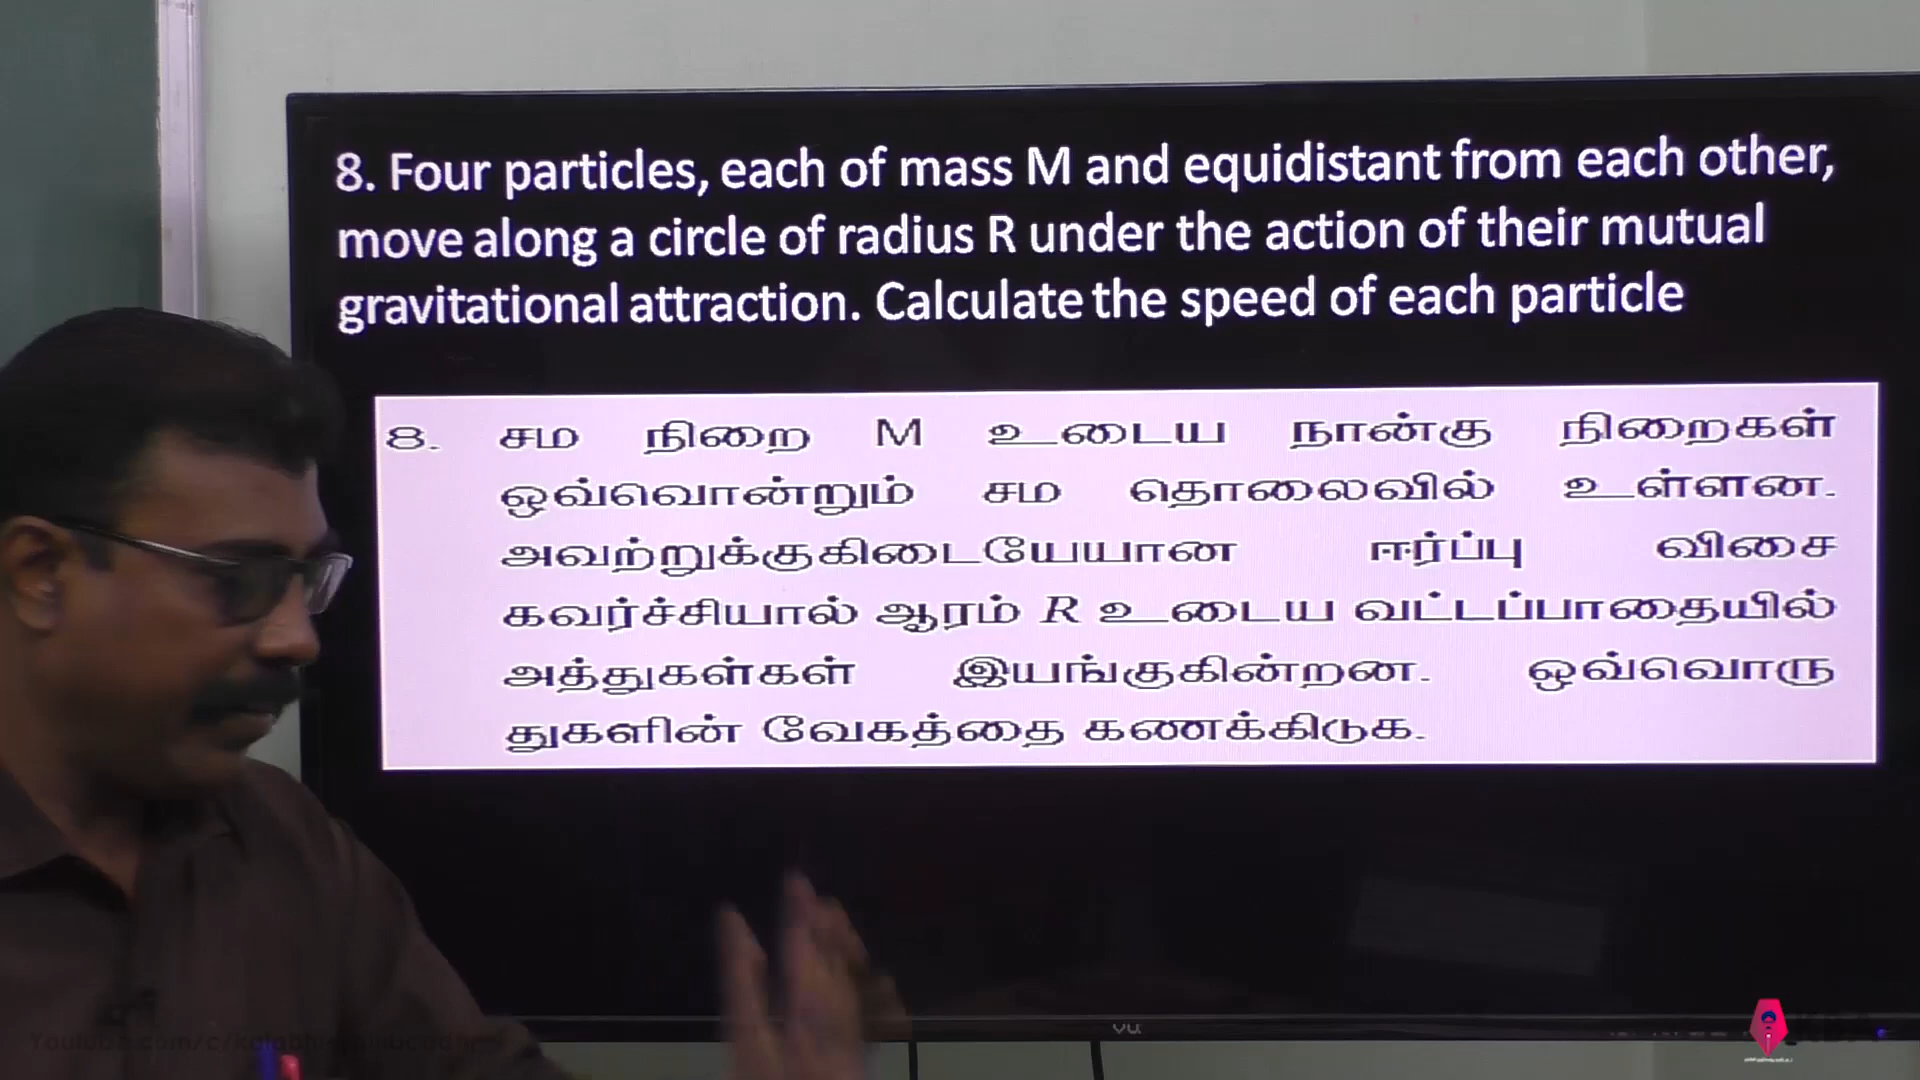 8. Four particles, each of mass M and equidistant from each other,
move along a circle of radius R under the action of their mutual
gravitational attraction. Calculate the speed of each particle
8. சம நிறை M உடைய நான்கு நிறைகள்
ஒவ்வொன்றும் சம தொலைவில் உள்ளன.
அவற்றுக்குகிடையேயான ஈர்ப்பு விசை
கவர்ச்சியால் ஆரம் R உடைய வட்டப்பாதையில்
அத்துகள்கள் இயங்குகின்றன. ஒவ்வொரு
துகளின் வேகத்தை கணக்கிடுக.